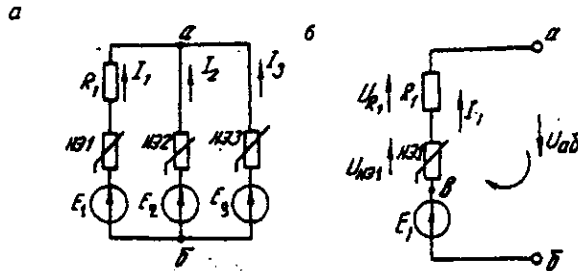 а
б
а
I₁
I₂
I₃
R₁
НЭ1
НЭ2
НЭ3
E₁
E₂
E₃
б
а
U_R₁
R₁
I₁
U_НЭ1
НЭ1
U_аб
в
E₁
б